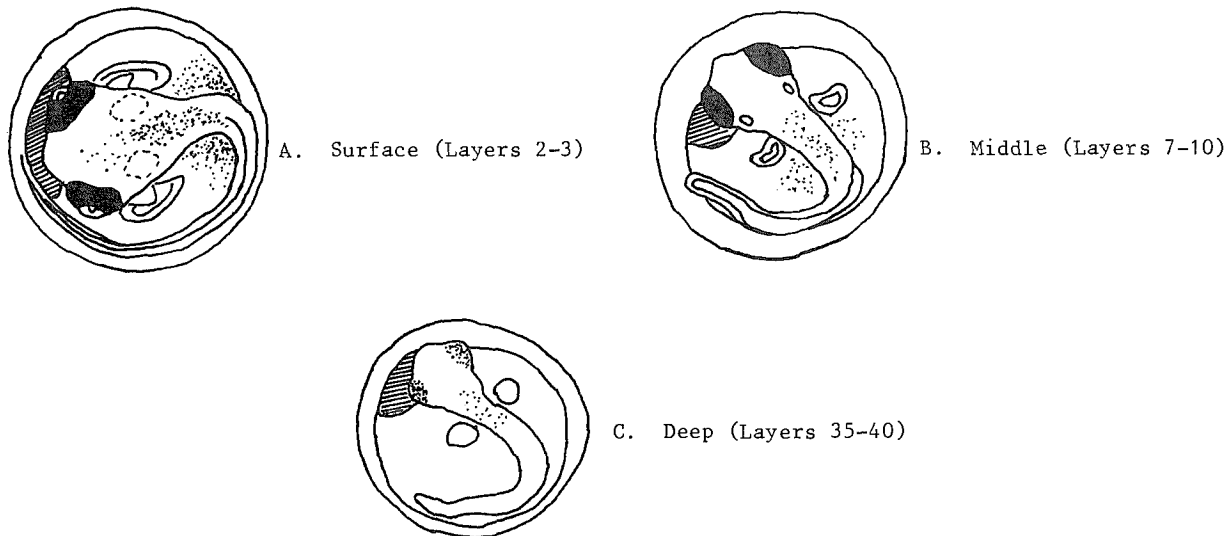 A. Surface (Layers 2-3)
B. Middle (Layers 7-10)
C. Deep (Layers 35-40)